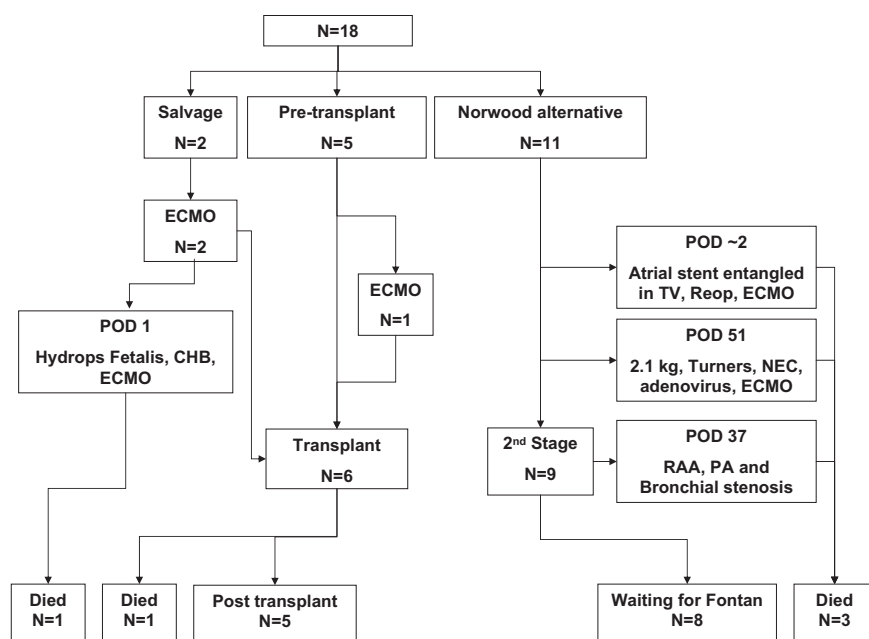 N=18
Salvage
N=2
Pre-transplant
N=5
Norwood alternative
N=11
ECMO
N=2
POD ~2
Atrial stent entangled
in TV, Reop, ECMO
ECMO
N=1
POD 1
Hydrops Fetalis, CHB,
ECMO
POD 51
2.1 kg, Turners, NEC,
adenovirus, ECMO
Transplant
N=6
2nd Stage
N=9
POD 37
RAA, PA and
Bronchial stenosis
Died
N=1
Died
N=1
Post transplant
N=5
Waiting for Fontan
N=8
Died
N=3